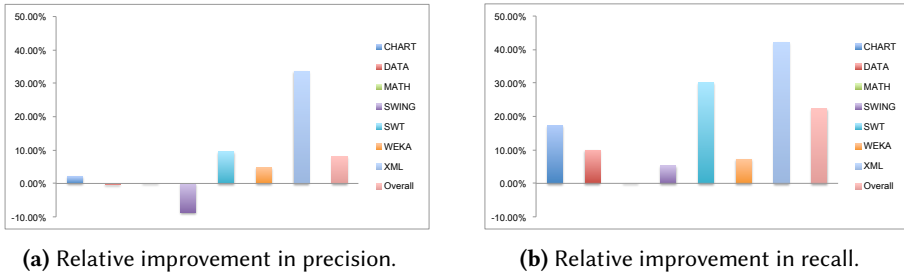 50.00%
40.00%
30.00%
20.00%
10.00%
0.00%
-10.00%
CHART
DATA
MATH
SWING
SWT
WEKA
XML
Overall
(a) Relative improvement in precision.
50.00%
40.00%
30.00%
20.00%
10.00%
0.00%
-10.00%
CHART
DATA
MATH
SWING
SWT
WEKA
XML
Overall
(b) Relative improvement in recall.